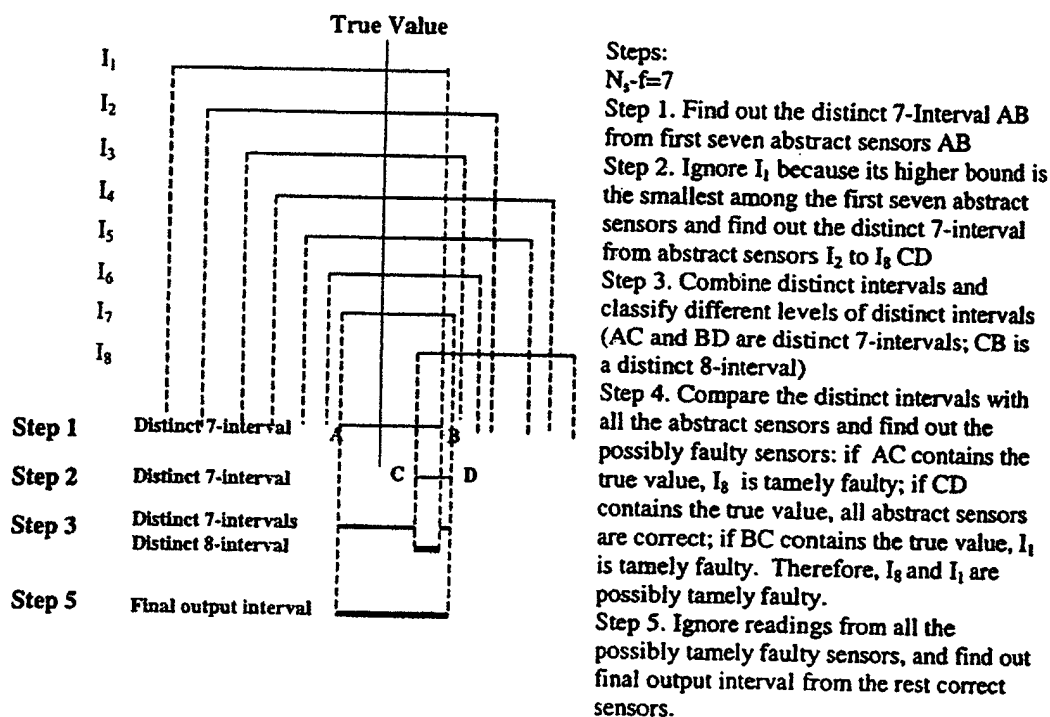 True Value
I₁
I₂
I₃
I₄
I₅
I₆
I₇
I₈
Step 1 Distinct 7-interval A B
Step 2 Distinct 7-interval C D
Step 3 Distinct 7-intervals
Distinct 8-interval
Step 5 Final output interval
Steps:
Nₛ-f=7
Step 1. Find out the distinct 7-Interval AB
from first seven abstract sensors AB
Step 2. Ignore I₁ because its higher bound is
the smallest among the first seven abstract
sensors and find out the distinct 7-interval
from abstract sensors I₂ to I₈ CD
Step 3. Combine distinct intervals and
classify different levels of distinct intervals
(AC and BD are distinct 7-intervals; CB is
a distinct 8-interval)
Step 4. Compare the distinct intervals with
all the abstract sensors and find out the
possibly faulty sensors: if AC contains the
true value, I₈ is tamely faulty; if CD
contains the true value, all abstract sensors
are correct; if BC contains the true value, I₁
is tamely faulty. Therefore, I₈ and I₁ are
possibly tamely faulty.
Step 5. Ignore readings from all the
possibly tamely faulty sensors, and find out
final output interval from the rest correct
sensors.